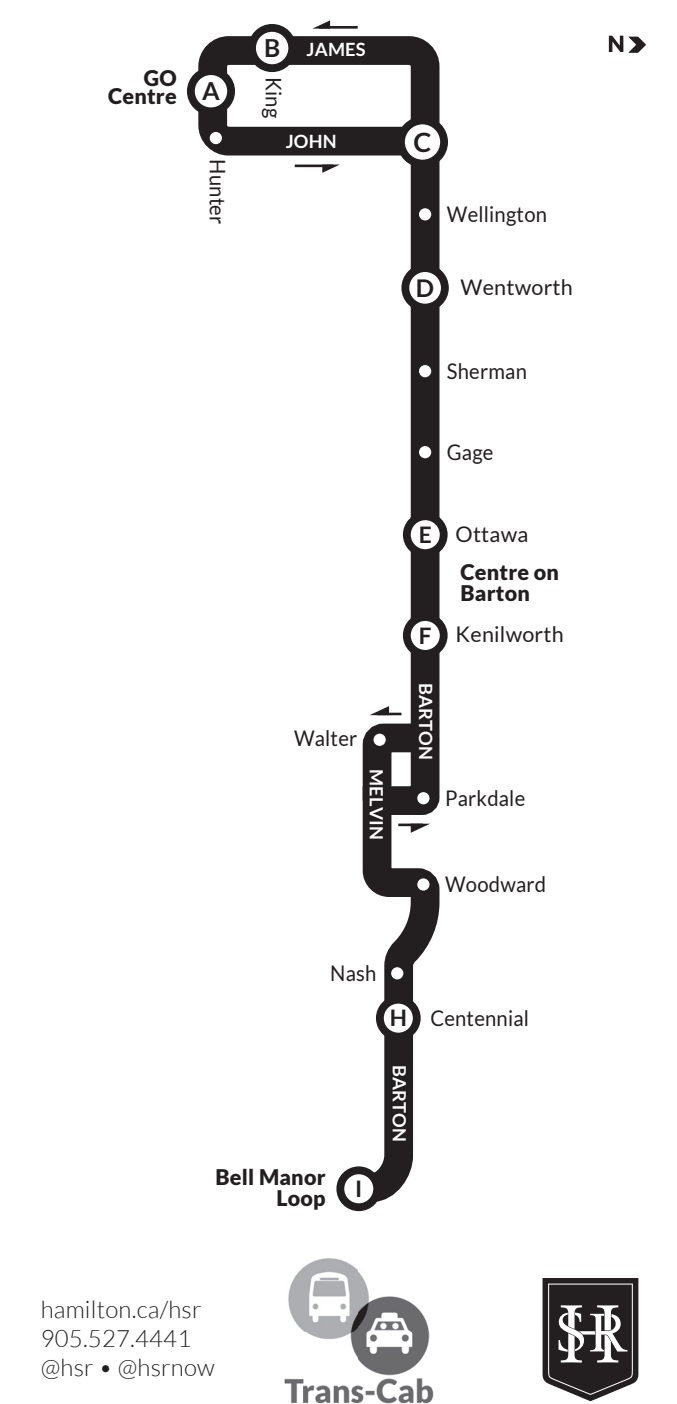 N
B
JAMES
GO
Centre
A
King
JOHN
C
Hunter
Wellington
D
Wentworth
Sherman
Gage
E
Ottawa
Centre on
Barton
F
Kenilworth
BARTON
Walter
MELVIN
Parkdale
Woodward
Nash
H
Centennial
BARTON
Bell Manor
Loop
I
hamilton.ca/hsr
905.527.4441
@hsr • @hsrnow
Trans-Cab
HSR